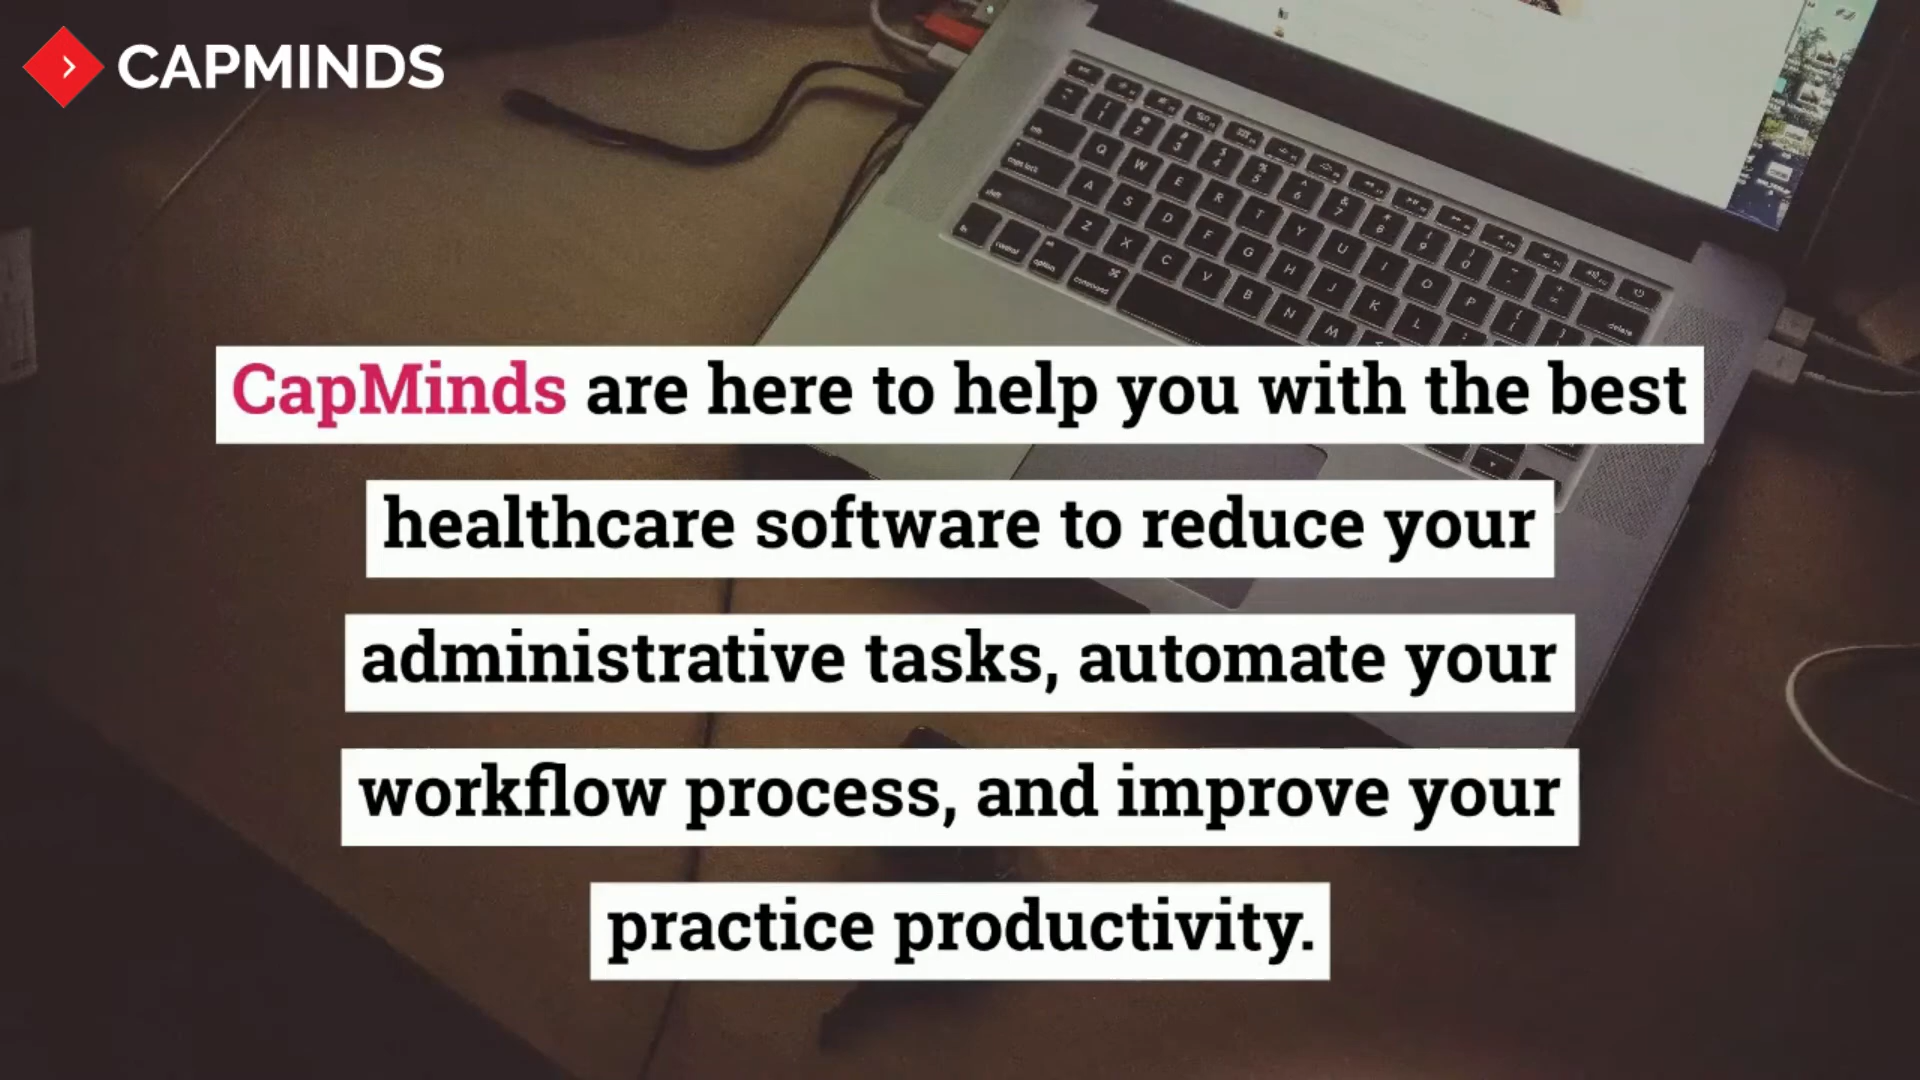 CAPMINDS
CapMinds are here to help you with the best
healthcare software to reduce your
administrative tasks, automate your
workflow process, and improve your
practice productivity.